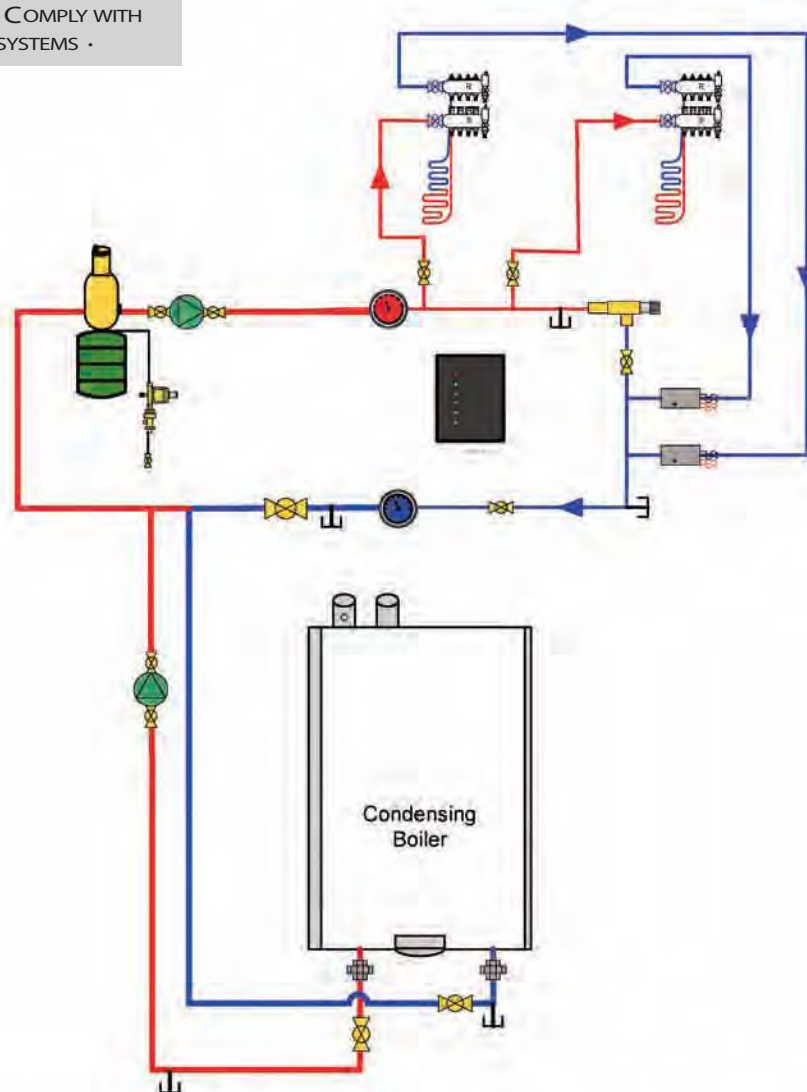 COMPLY WITH
SYSTEMS ·
R
S
R
S
Condensing
Boiler